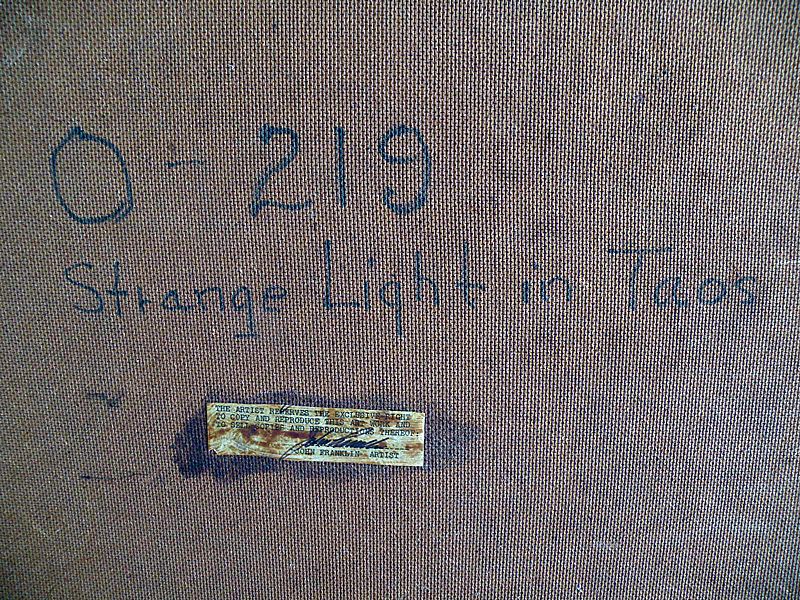 O - 219
Strange Light in Taos
THE ARTIST RESERVES THE EXCLUSIVE RIGHT
TO COPY AND REPRODUCE THIS ART WORK AND
TO SELL COPIES AND REPRODUCTIONS THEREOF.
JOHN FRANKLIN ARTIST